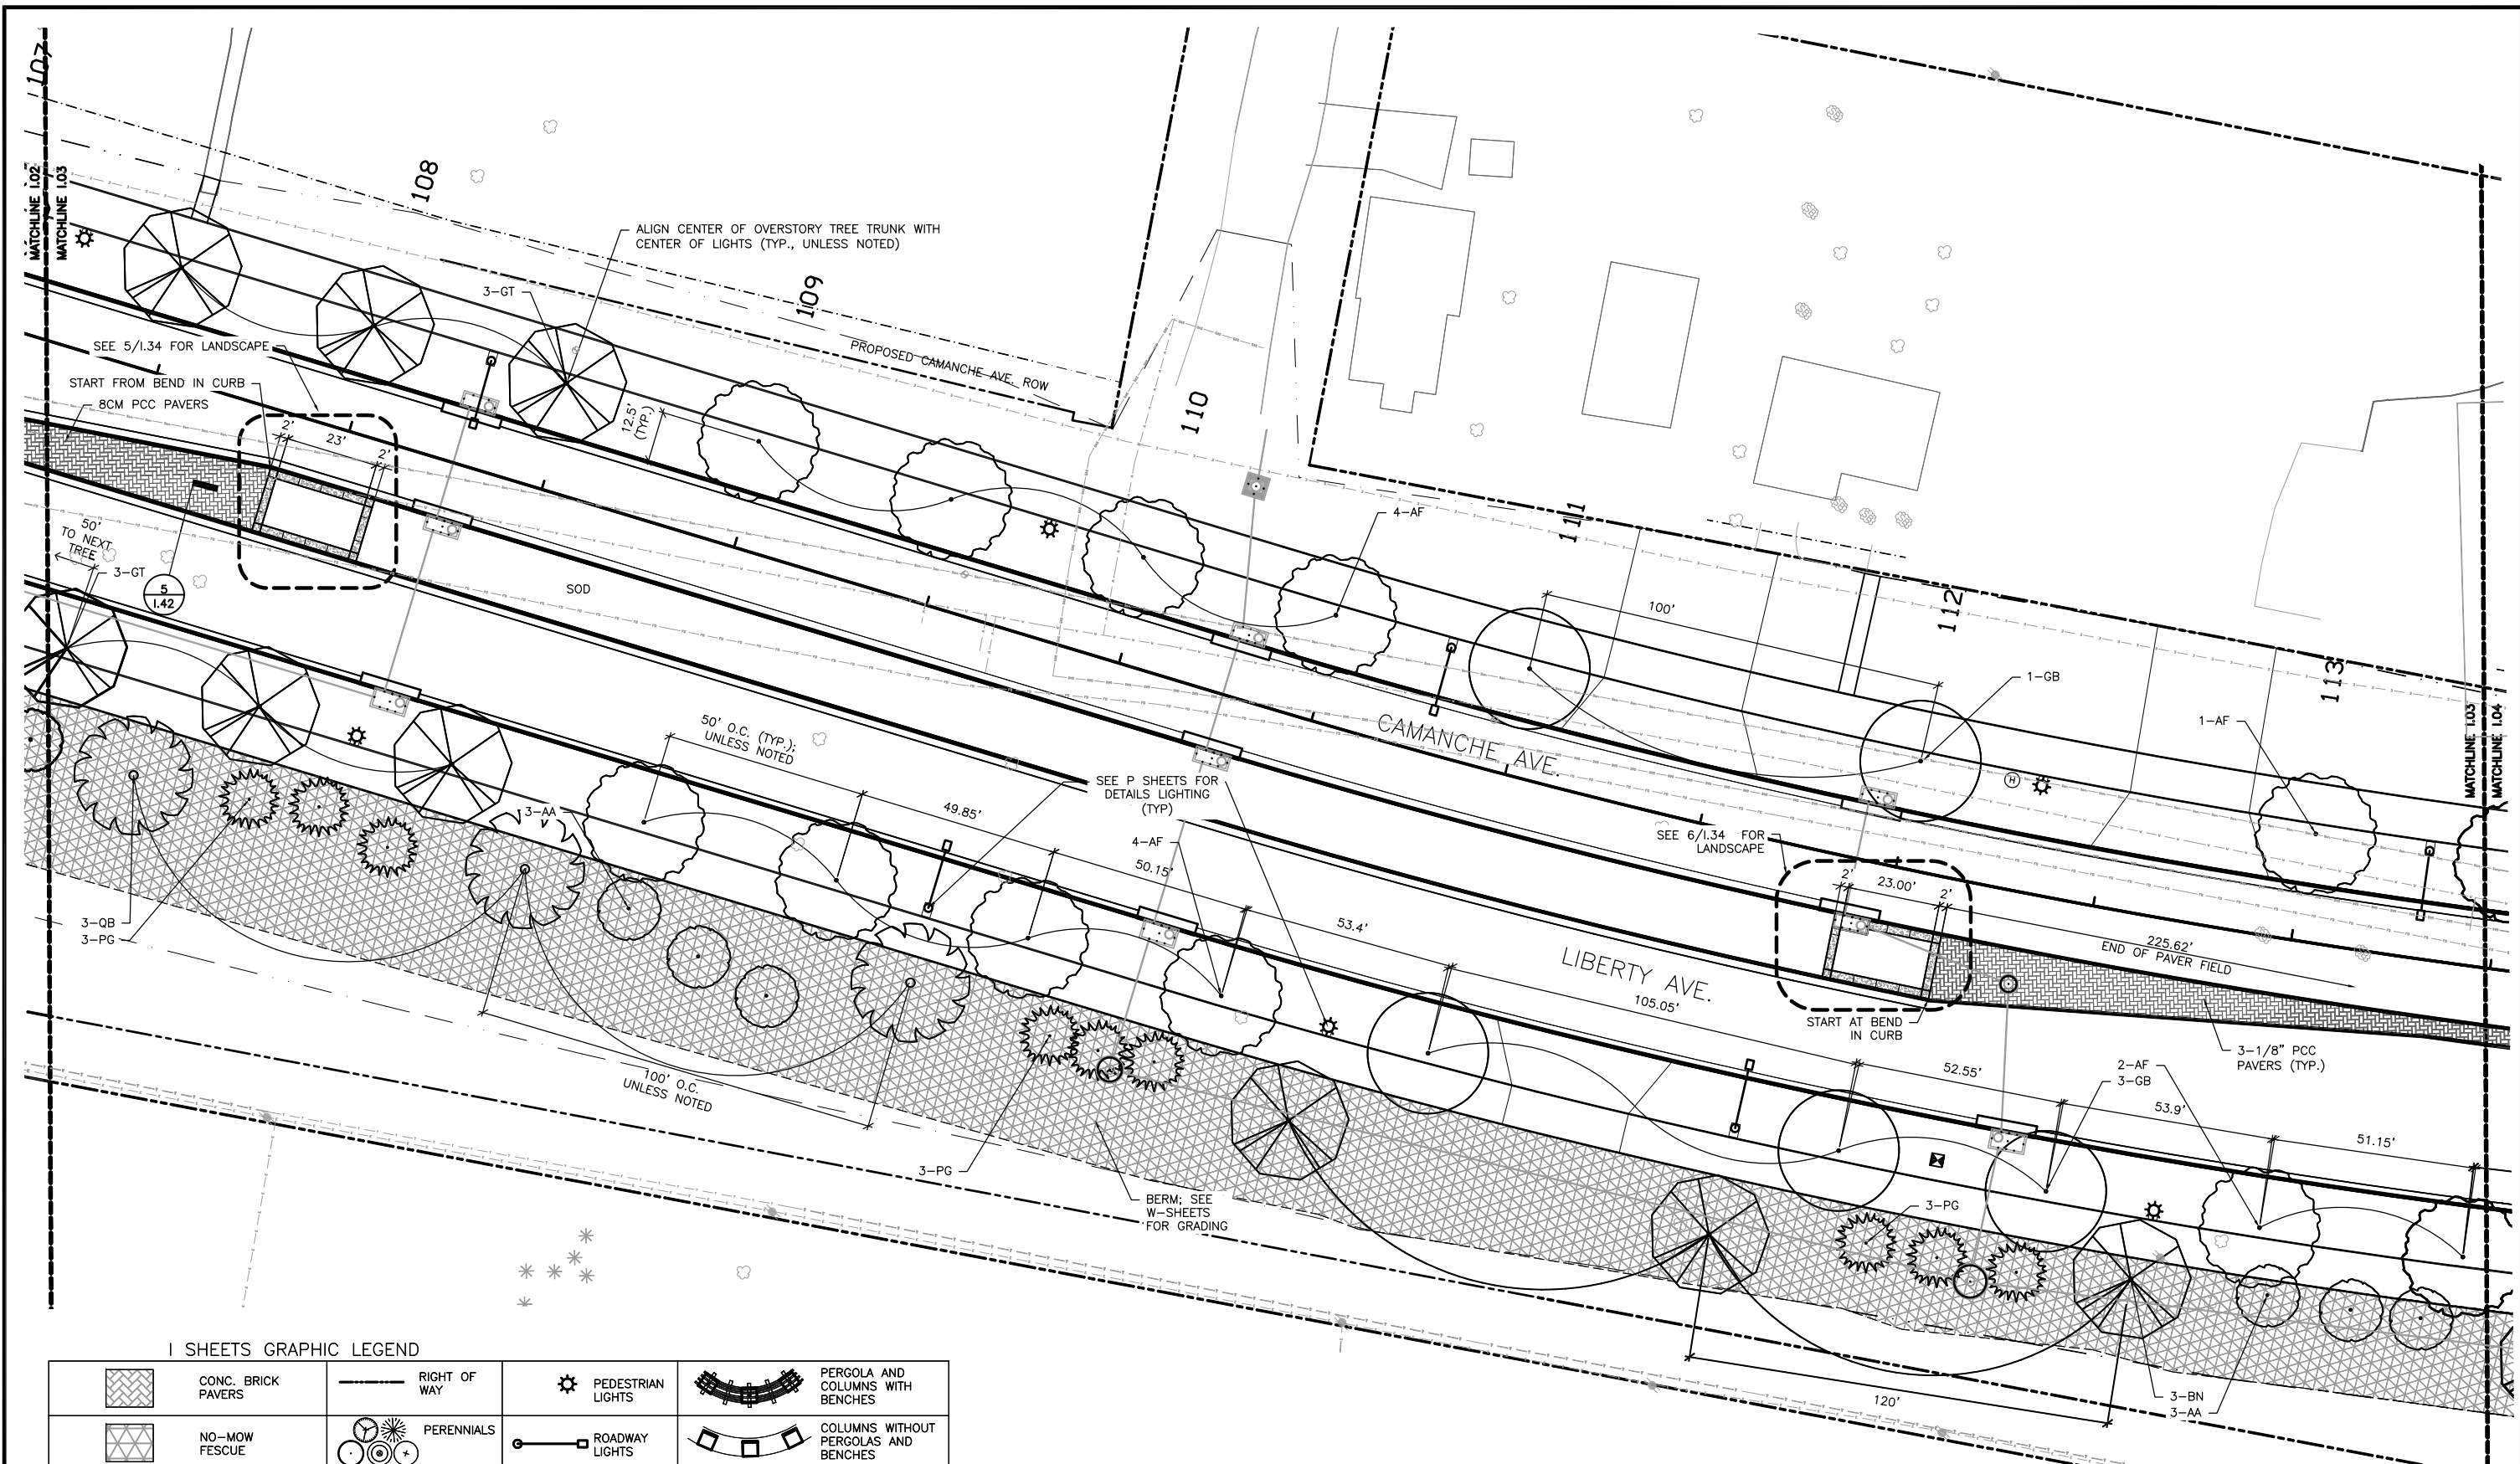 107
MATCHLINE I.02
MATCHLINE I.03
108
ALIGN CENTER OF OVERSTORY TREE TRUNK WITH
CENTER OF LIGHTS (TYP., UNLESS NOTED)
3-GT
109
PROPOSED CAMANCHE AVE. ROW
SEE 5/I.34 FOR LANDSCAPE
START FROM BEND IN CURB
8CM PCC PAVERS
2'
23'
2'
12.5'
(TYP.)
110
4-AF
111
50'
TO NEXT
TREE
3-GT
5
I.42
SOD
100'
112
1-GB
113
1-AF
MATCHLINE I.03
MATCHLINE I.04
H
CAMANCHE AVE.
50' O.C. (TYP.);
UNLESS NOTED
49.85'
SEE P SHEETS FOR
DETAILS LIGHTING
(TYP)
3-AA
4-AF
50.15'
SEE 6/I.34 FOR
LANDSCAPE
2'
23.00'
2'
3-QB
3-PG
53.4'
LIBERTY AVE.
105.05'
225.62'
END OF PAVER FIELD
START AT BEND
IN CURB
3-1/8" PCC
PAVERS (TYP.)
100' O.C.
UNLESS NOTED
52.55'
2-AF
3-GB
53.9'
51.15'
3-PG
BERM; SEE
W-SHEETS
FOR GRADING
3-PG
120'
3-BN
3-AA
I SHEETS GRAPHIC LEGEND
CONC. BRICK
PAVERS
RIGHT OF
WAY
PEDESTRIAN
LIGHTS
PERGOLA AND
COLUMNS WITH
BENCHES
NO-MOW
FESCUE
PERENNIALS
ROADWAY
LIGHTS
COLUMNS WITHOUT
PERGOLAS AND
BENCHES